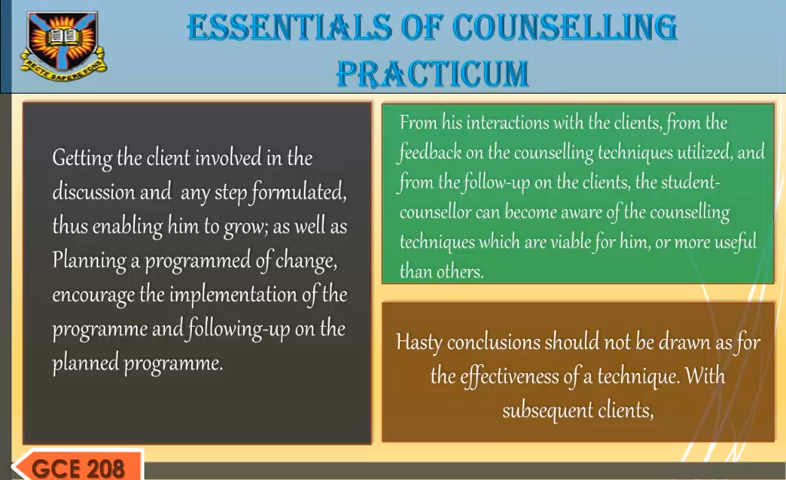 ESSENTIALS OF COUNSELLING
PRACTICUM
RECTE SAPERE FONS
Getting the client involved in the
discussion and any step formulated,
thus enabling him to grow; as well as
Planning a programmed of change,
encourage the implementation of the
programme and following-up on the
planned programme.
From his interactions with the clients, from the
feedback on the counselling techniques utilized, and
from the follow-up on the clients, the student-
counsellor can become aware of the counselling
techniques which are viable for him, or more useful
than others.
Hasty conclusions should not be drawn as for
the effectiveness of a technique. With
subsequent clients,
GCE 208